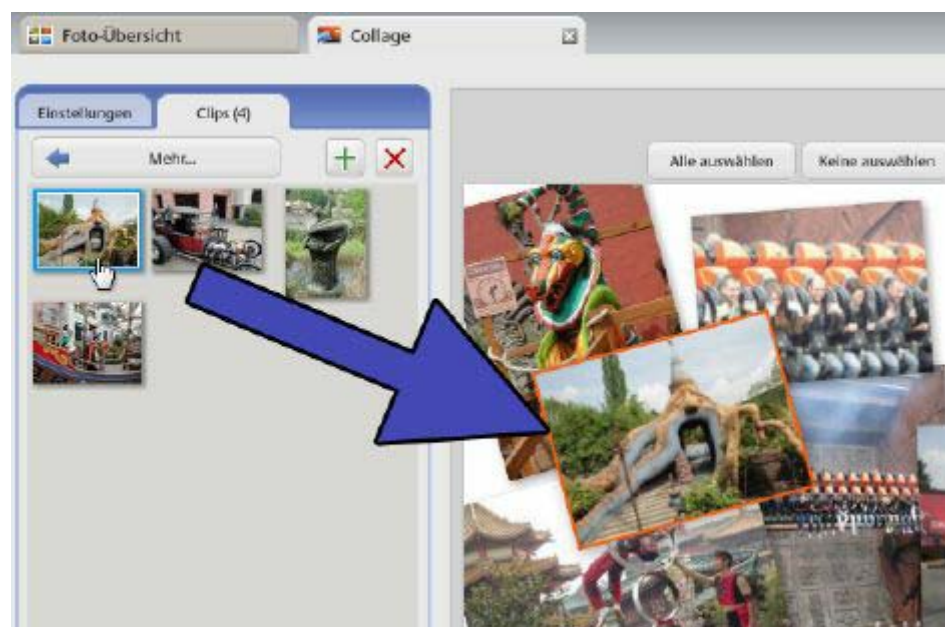 Foto-Übersicht
Collage
Einstellungen
Clips (4)
Mehr...
Alle auswählen
Keine auswählen